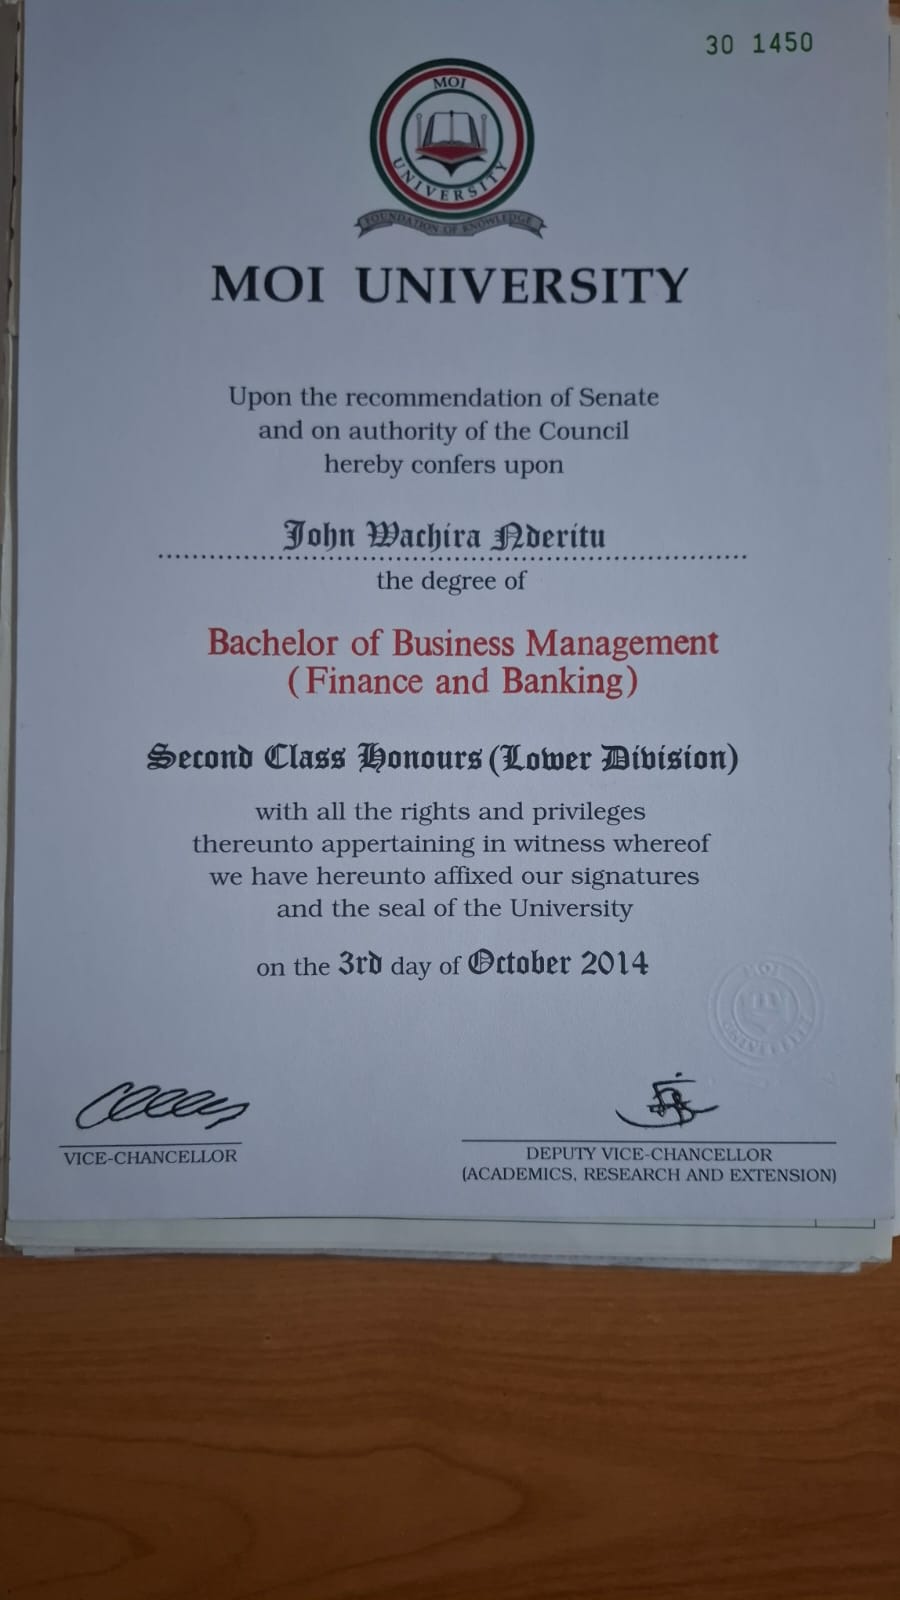 30 1450
MOI
UNIVERSITY
FOUNDATION OF KNOWLEDGE
MOI UNIVERSITY
Upon the recommendation of Senate
and on authority of the Council
hereby confers upon
John Wachira Nderitu
the degree of
Bachelor of Business Management
(Finance and Banking)
Second Class Honours (Lower Division)
with all the rights and privileges
thereunto appertaining in witness whereof
we have hereunto affixed our signatures
and the seal of the University
on the 3rd day of October 2014
MOI
UNIVERSITY
VICE-CHANCELLOR
DEPUTY VICE-CHANCELLOR
(ACADEMICS, RESEARCH AND EXTENSION)